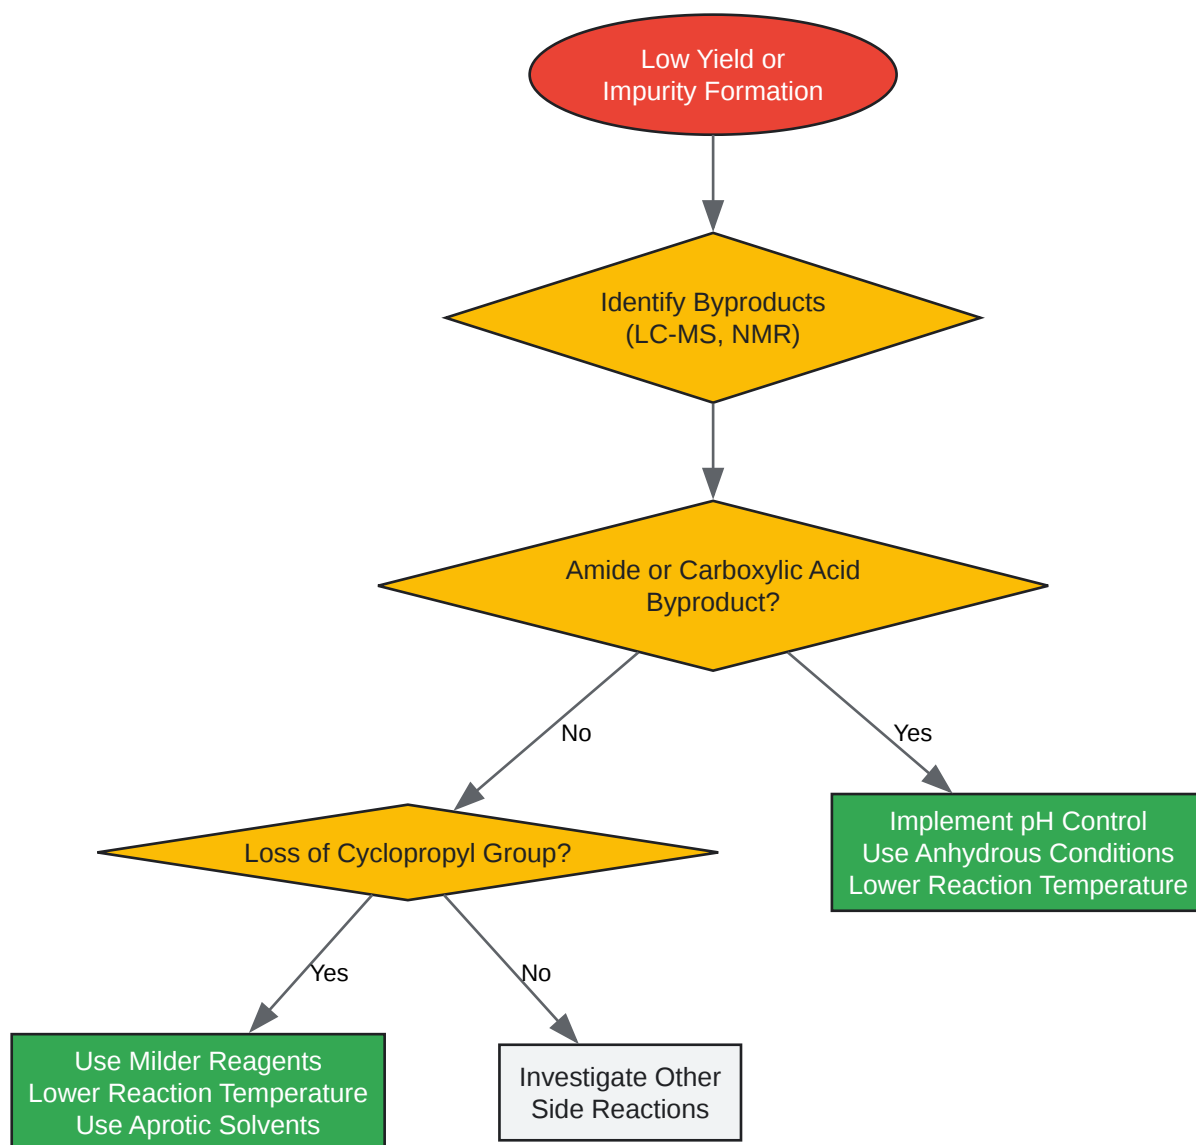 Low Yield or
Impurity Formation
Identify Byproducts
(LC-MS, NMR)
Amide or Carboxylic Acid
Byproduct?
No
Yes
Implement pH Control
Use Anhydrous Conditions
Lower Reaction Temperature
Loss of Cyclopropyl Group?
Yes
No
Use Milder Reagents
Lower Reaction Temperature
Use Aprotic Solvents
Investigate Other
Side Reactions